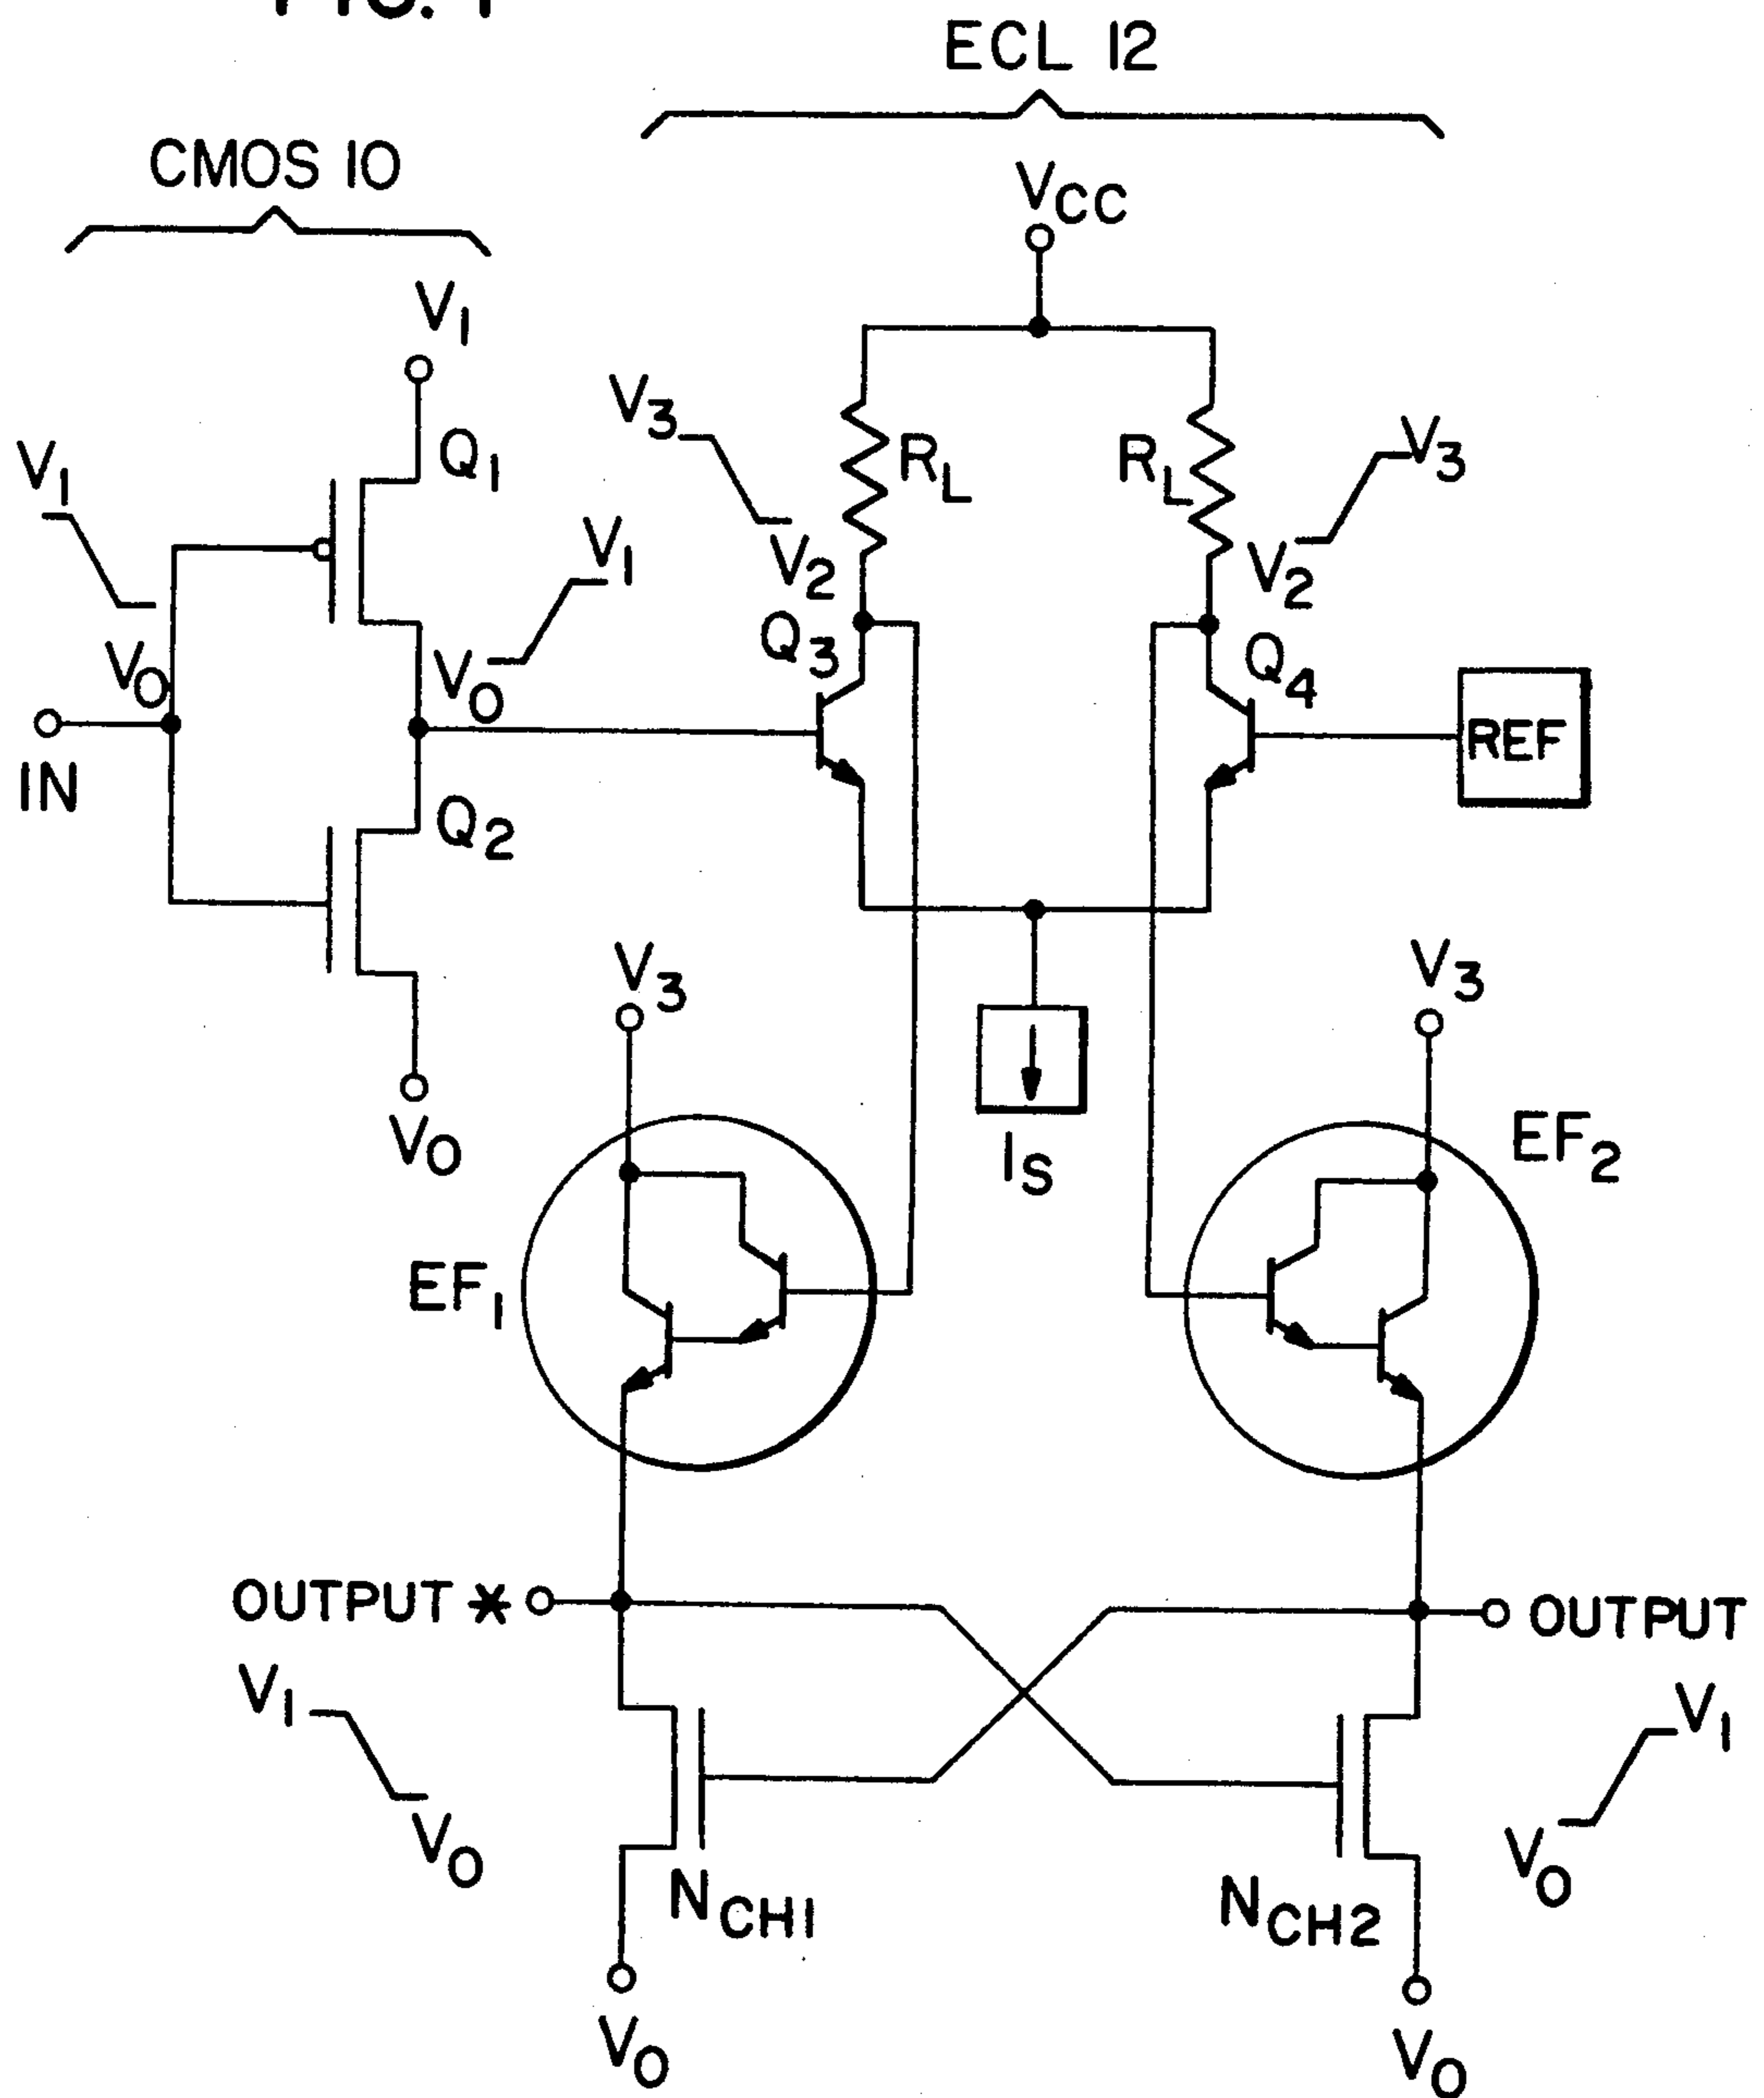 FIG. 1
ECL 12
CMOS 10
VCC
V1
V3
V3
V1
Q1
RL
RL
V1
V2
V2
Q3
Q4
VO
VO
REF
IN
Q2
V3
V3
VO
IS
EF2
EF1
OUTPUT *
OUTPUT
V1
V1
VO
VO
NCH1
NCH2
VO
VO